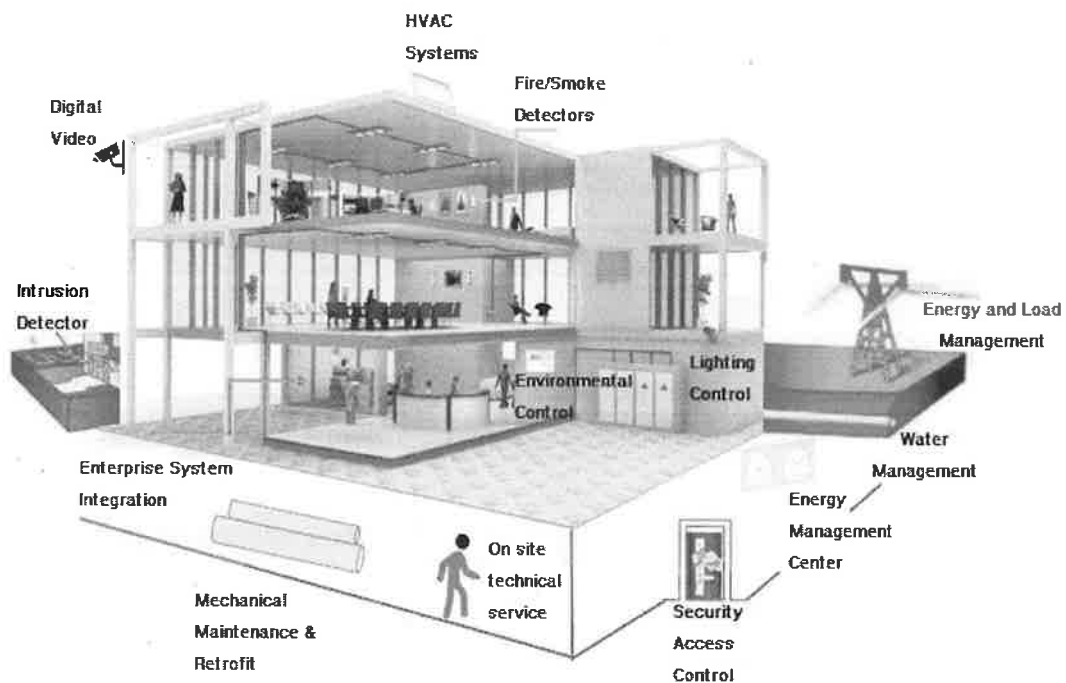 HVAC
Systems
Fire/Smoke
Detectors
Digital
Video
Intrusion
Detector
Energy and Load
Management
Lighting
Control
Environmental
Control
Water
Management
Enterprise System
Integration
Energy
Management
Center
On site
technical
service
Mechanical
Maintenance &
Retrofit
Security
Access
Control